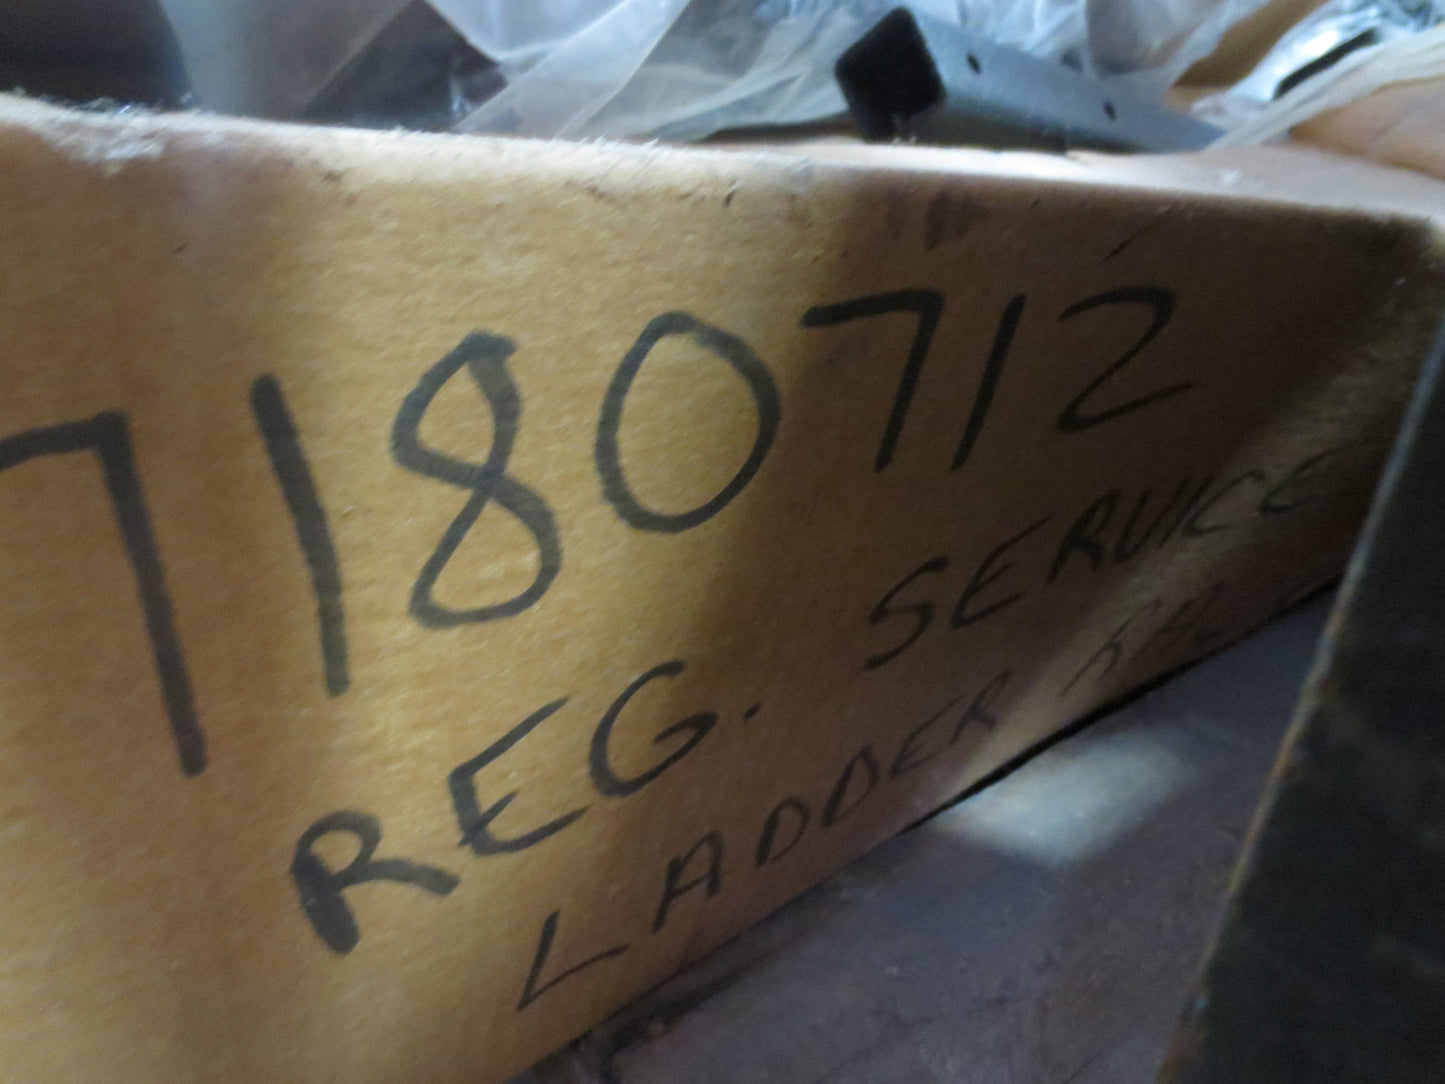 7180712
REG. SERVICE
LADDER